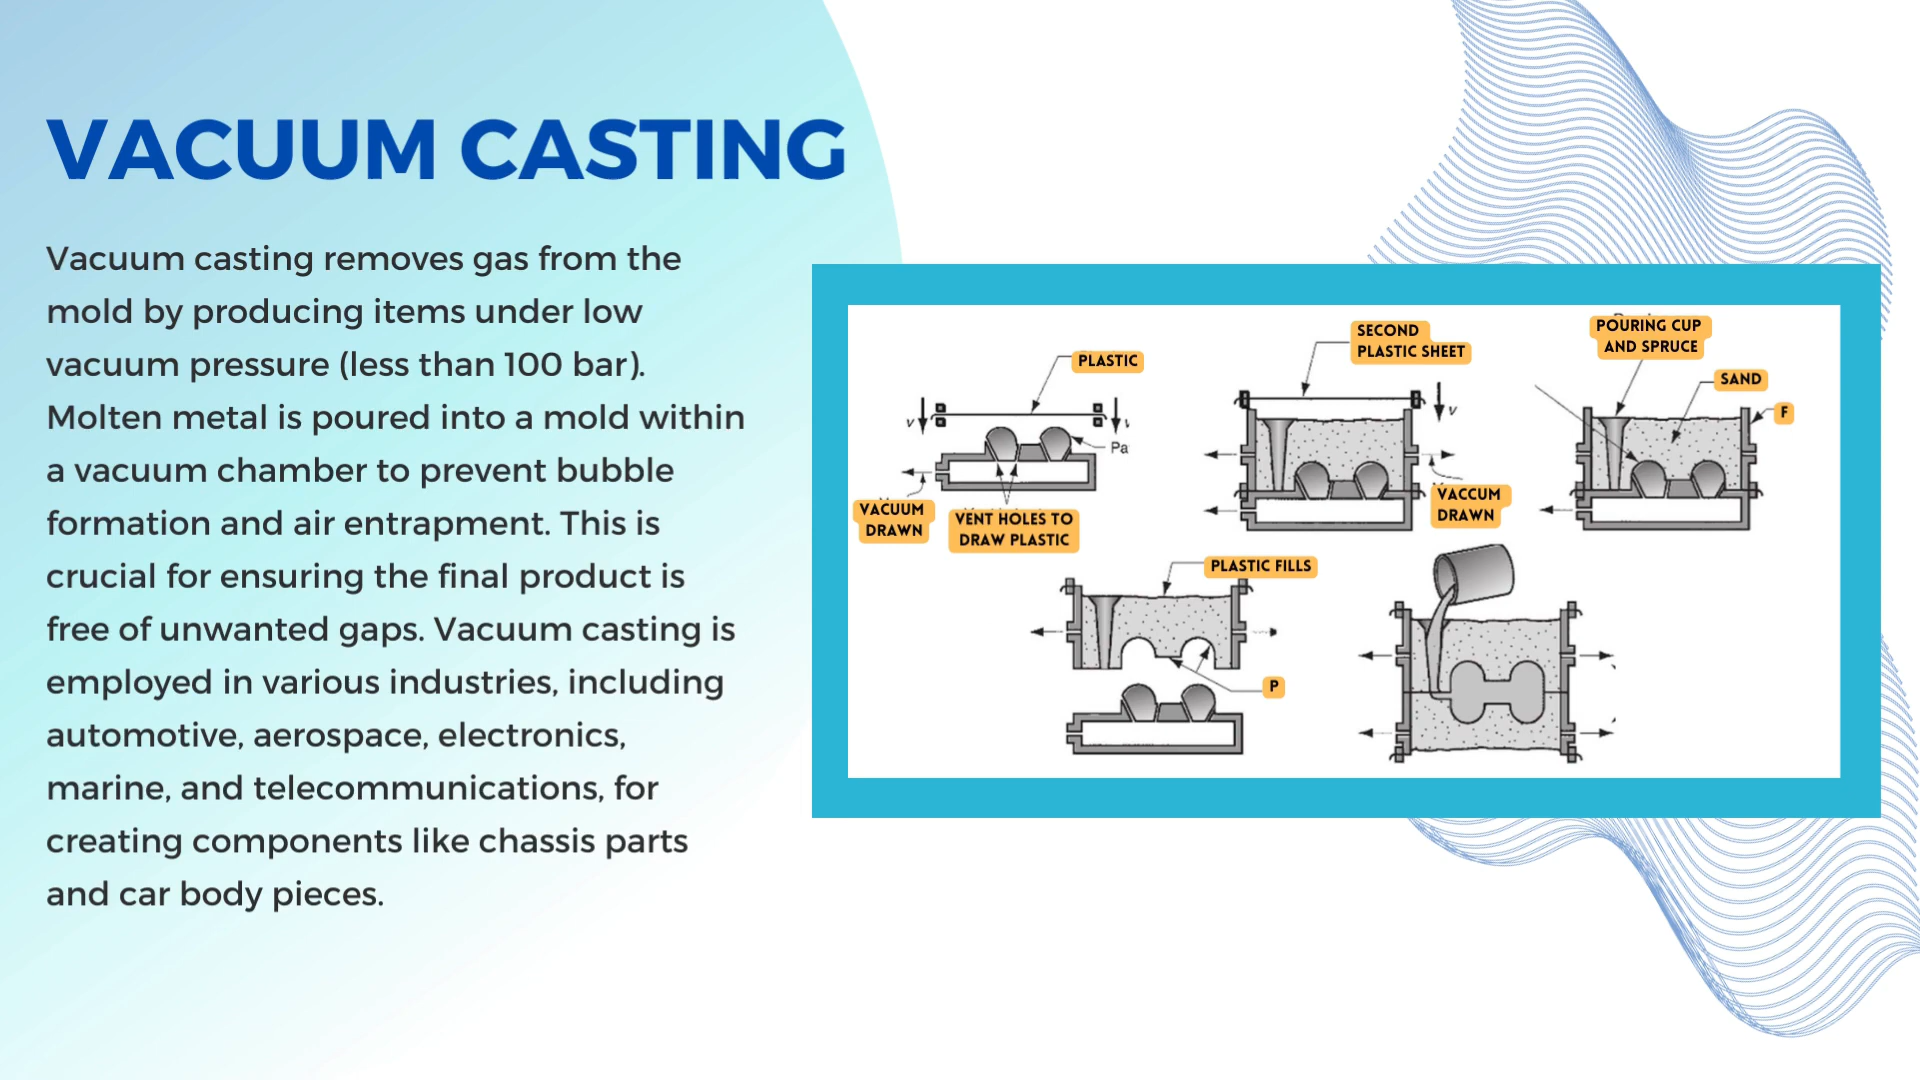 VACUUM CASTING
Vacuum casting removes gas from the
mold by producing items under low
vacuum pressure (less than 100 bar).
Molten metal is poured into a mold within
a vacuum chamber to prevent bubble
formation and air entrapment. This is
crucial for ensuring the final product is
free of unwanted gaps. Vacuum casting is
employed in various industries, including
automotive, aerospace, electronics,
marine, and telecommunications, for
creating components like chassis parts
and car body pieces.
PLASTIC
v
Pa
VACUUM
DRAWN
VENT HOLES TO
DRAW PLASTIC
SECOND
PLASTIC SHEET
v
VACCUM
DRAWN
POURING CUP
AND SPRUCE
SAND
F
PLASTIC FILLS
P